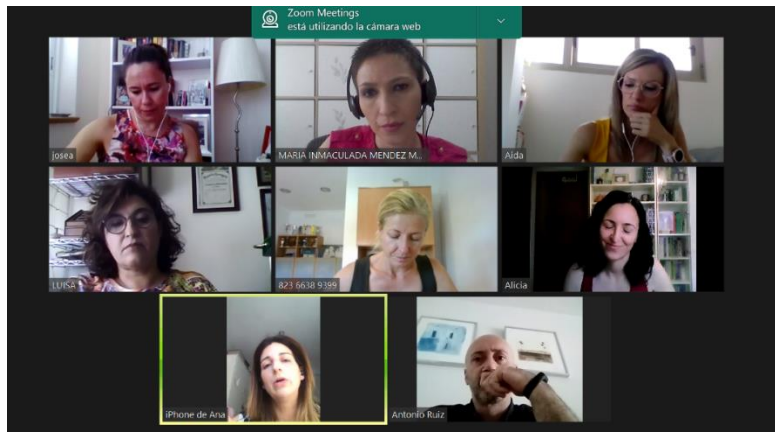 Zoom Meetings
está utilizando la cámara web
josea
MARIA INMACULADA MENDEZ M...
Aida
LUISA
823 6638 9399
Alicia
iPhone de Ana
Antonio Ruiz